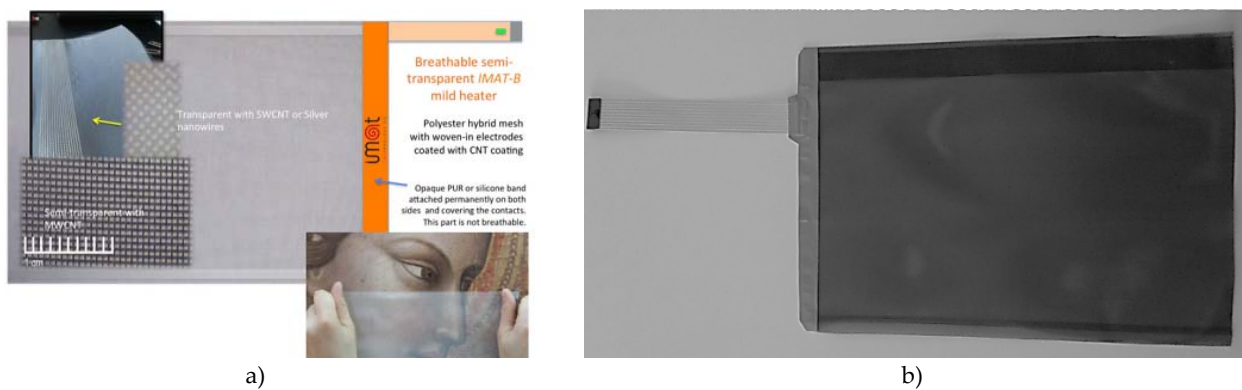 Transparent with SWCNT or Silver
nanowires
Semi-transparent with
MWCNT
1 cm
imat
Breathable semi-
transparent IMAT-B
mild heater
Polyester hybrid mesh
with woven-in electrodes
coated with CNT coating
Opaque PUR or silicone band
attached permanently on both
sides and covering the contacts.
This part is not breathable.
a)
b)